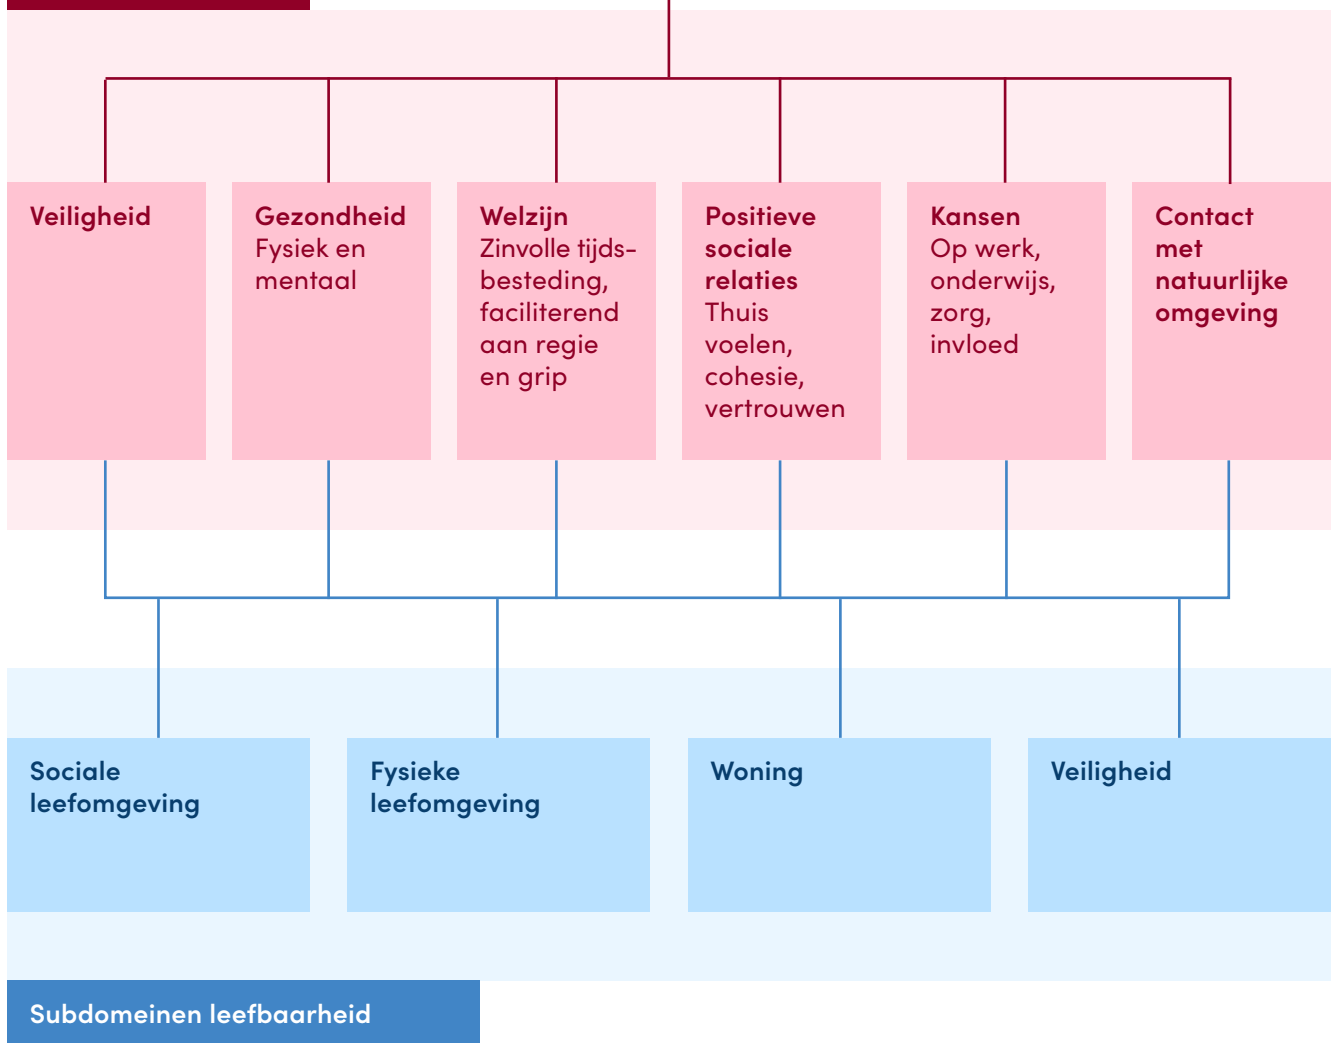 Veiligheid
Gezondheid
Fysiek en
mentaal
Welzijn
Zinvolle tijds-
besteding,
faciliterend
aan regie
en grip
Positieve
sociale
relaties
Thuis
voelen,
cohesie,
vertrouwen
Kansen
Op werk,
onderwijs,
zorg,
invloed
Contact
met
natuurlijke
omgeving
Sociale
leefomgeving
Fysieke
leefomgeving
Woning
Veiligheid
Subdomeinen leefbaarheid